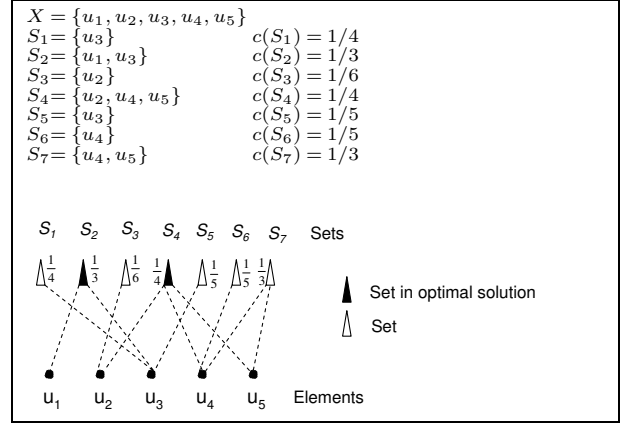 X = {u₁, u₂, u₃, u₄, u₅}
S₁= {u₃} c(S₁) = 1/4
S₂= {u₁, u₃} c(S₂) = 1/3
S₃= {u₂} c(S₃) = 1/6
S₄= {u₂, u₄, u₅} c(S₄) = 1/4
S₅= {u₃} c(S₅) = 1/5
S₆= {u₄} c(S₆) = 1/5
S₇= {u₄, u₅} c(S₇) = 1/3
S₁ S₂ S₃ S₄ S₅ S₆ S₇ Sets
1/4 1/3 1/6 1/4 1/5 1/5 1/3
Set in optimal solution
Set
u₁ u₂ u₃ u₄ u₅ Elements